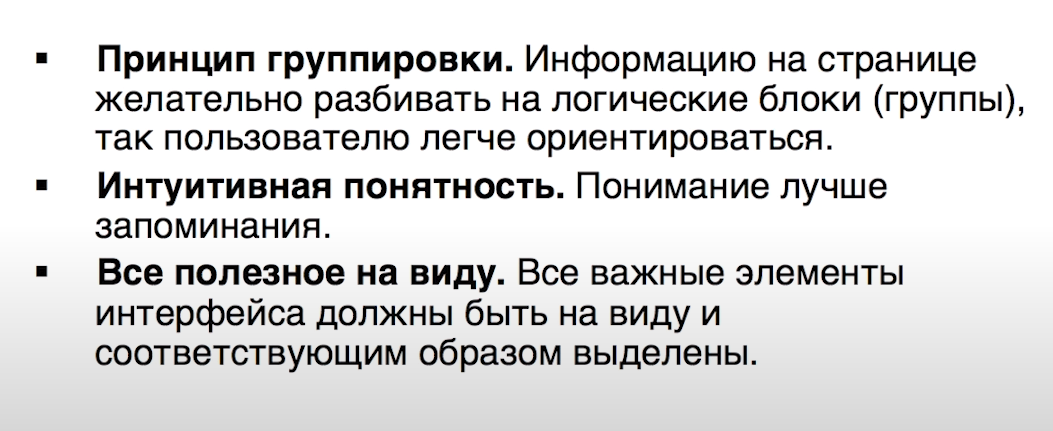 ▪ Принцип группировки. Информацию на странице
желательно разбивать на логические блоки (группы),
так пользователю легче ориентироваться.
▪ Интуитивная понятность. Понимание лучше
запоминания.
▪ Все полезное на виду. Все важные элементы
интерфейса должны быть на виду и
соответствующим образом выделены.